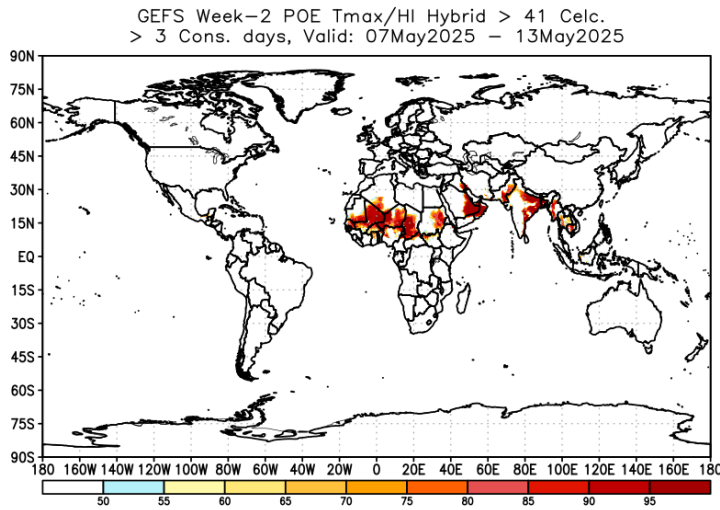 GEFS Week-2 POE Tmax/HI Hybrid > 41 Celc.
> 3 Cons. days, Valid: 07May2025 - 13May2025
90N
75N
60N
45N
30N
15N
EQ
15S
30S
45S
60S
75S
90S
180 160W 140W 120W 100W 80W 60W 40W 20W 0 20E 40E 60E 80E 100E 120E 140E 160E 180
50 55 60 65 70 75 80 85 90 95